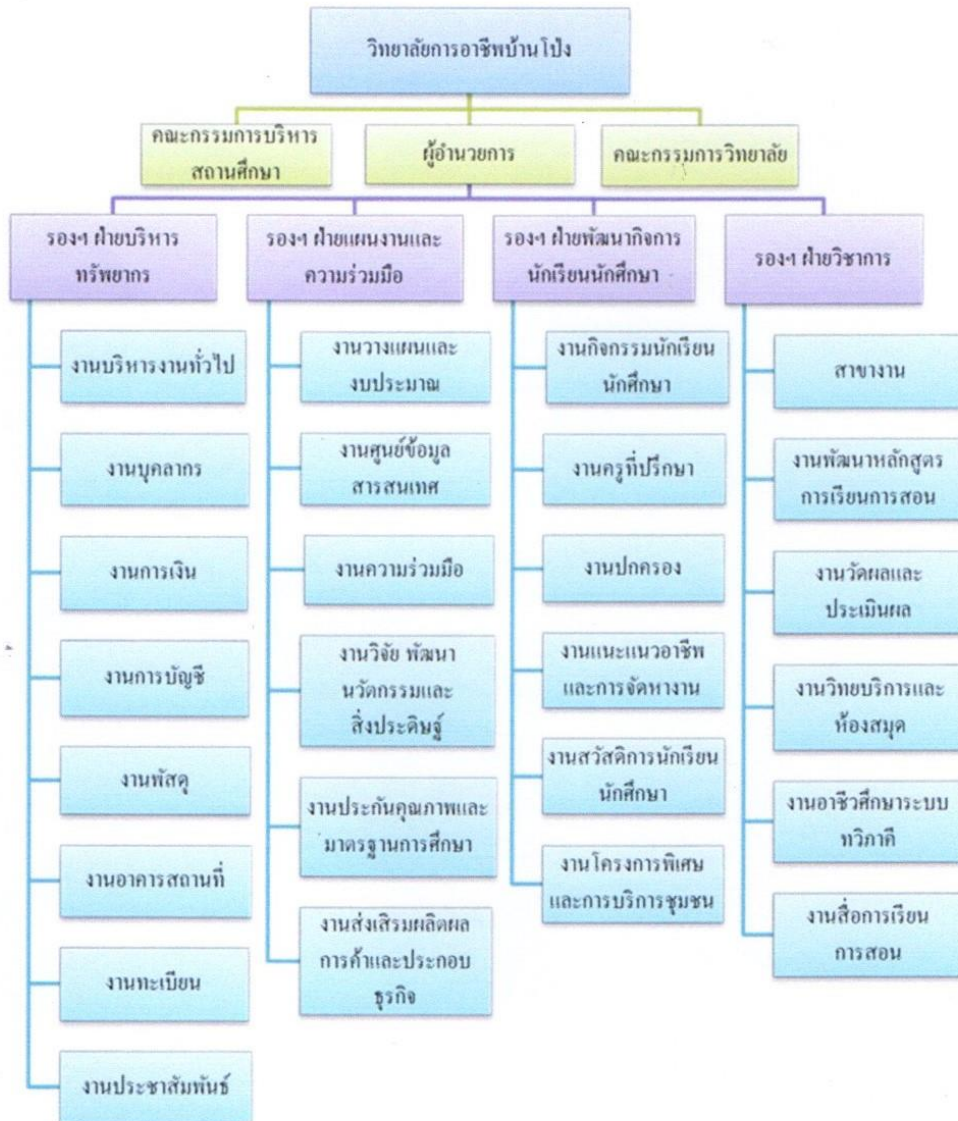 วิทยาลัยการอาชีพบ้านโป่ง
คณะกรรมการบริหาร
สถานศึกษา
ผู้อำนวยการ
คณะกรรมการวิทยาลัย
รองฯ ฝ่ายบริหาร
ทรัพยากร
งานบริหารงานทั่วไป
งานบุคลากร
งานการเงิน
งานการบัญชี
งานพัสดุ
งานอาคารสถานที่
งานทะเบียน
งานประชาสัมพันธ์
รองฯ ฝ่ายแผนงานและ
ความร่วมมือ
งานวางแผนและ
งบประมาณ
งานศูนย์ข้อมูล
สารสนเทศ
งานความร่วมมือ
งานวิจัย พัฒนา
นวัตกรรมและ
สิ่งประดิษฐ์
งานประกันคุณภาพและ
มาตรฐานการศึกษา
งานส่งเสริมผลิตผล
การค้าและประกอบ
ธุรกิจ
รองฯ ฝ่ายพัฒนากิจการ
นักเรียนนักศึกษา
งานกิจกรรมนักเรียน
นักศึกษา
งานครูที่ปรึกษา
งานปกครอง
งานแนะแนวอาชีพ
และการจัดหางาน
งานสวัสดิการนักเรียน
นักศึกษา
งานโครงการพิเศษ
และการบริการชุมชน
รองฯ ฝ่ายวิชาการ
สาขางาน
งานพัฒนาหลักสูตร
การเรียนการสอน
งานวัดผลและ
ประเมินผล
งานวิทยบริการและ
ห้องสมุด
งานอาชีวศึกษาระบบ
ทวิภาคี
งานสื่อการเรียน
การสอน